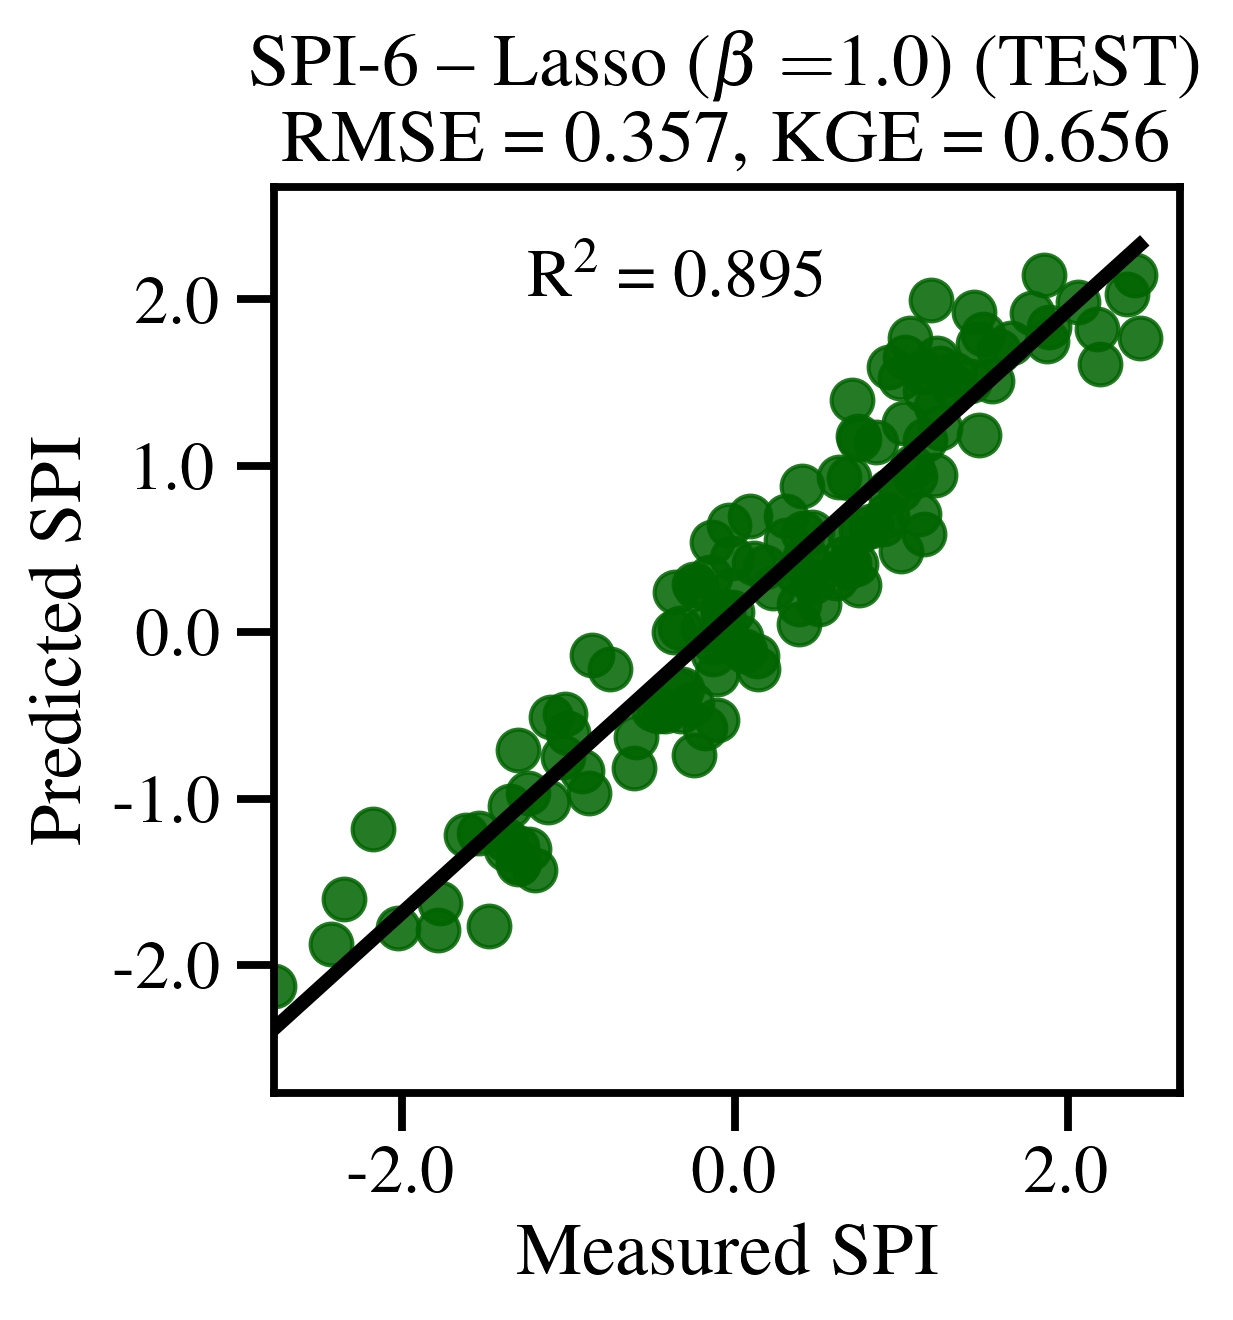 SPI-6 – Lasso (β =1.0) (TEST)
RMSE = 0.357, KGE = 0.656
R² = 0.895
2.0
1.0
0.0
-1.0
-2.0
Predicted SPI
-2.0 0.0 2.0
Measured SPI